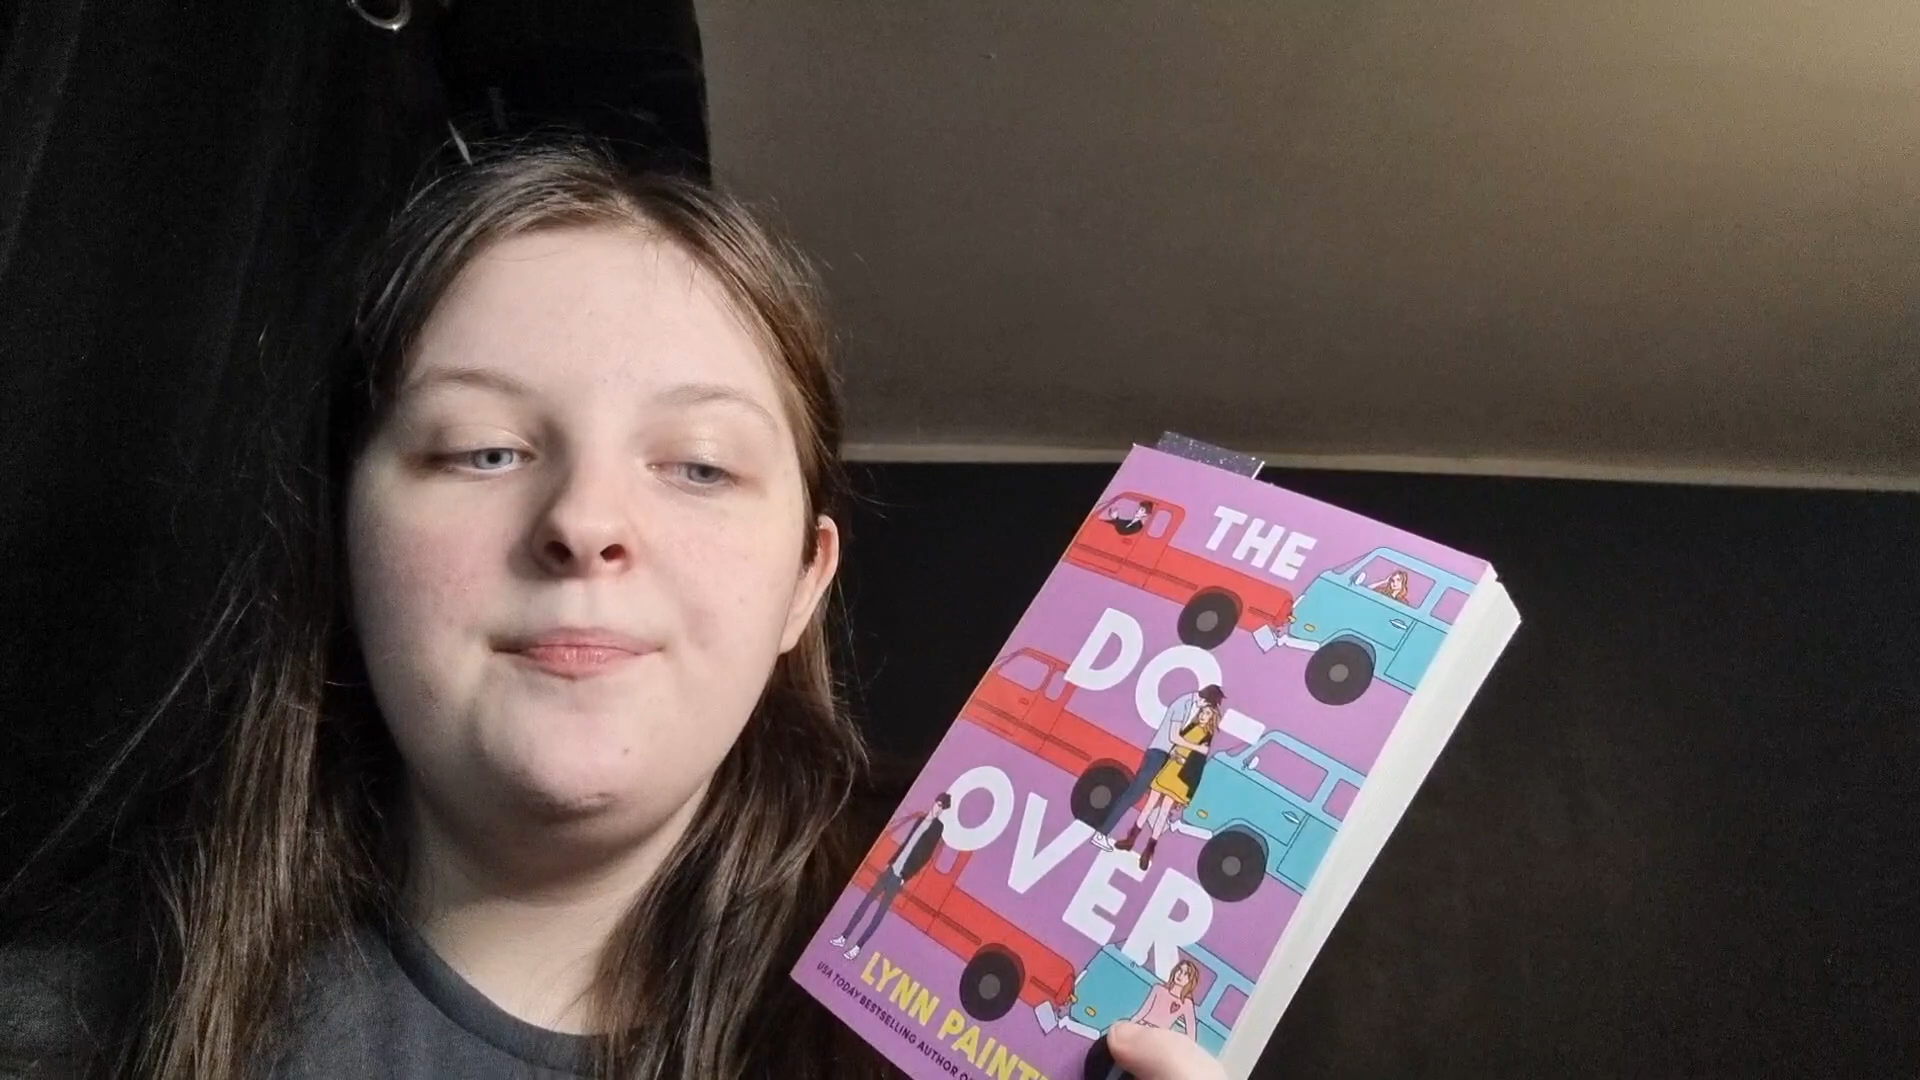 THE
DO-
OVER
LYNN PAINT
USA TODAY BESTSELLING AUTHOR O